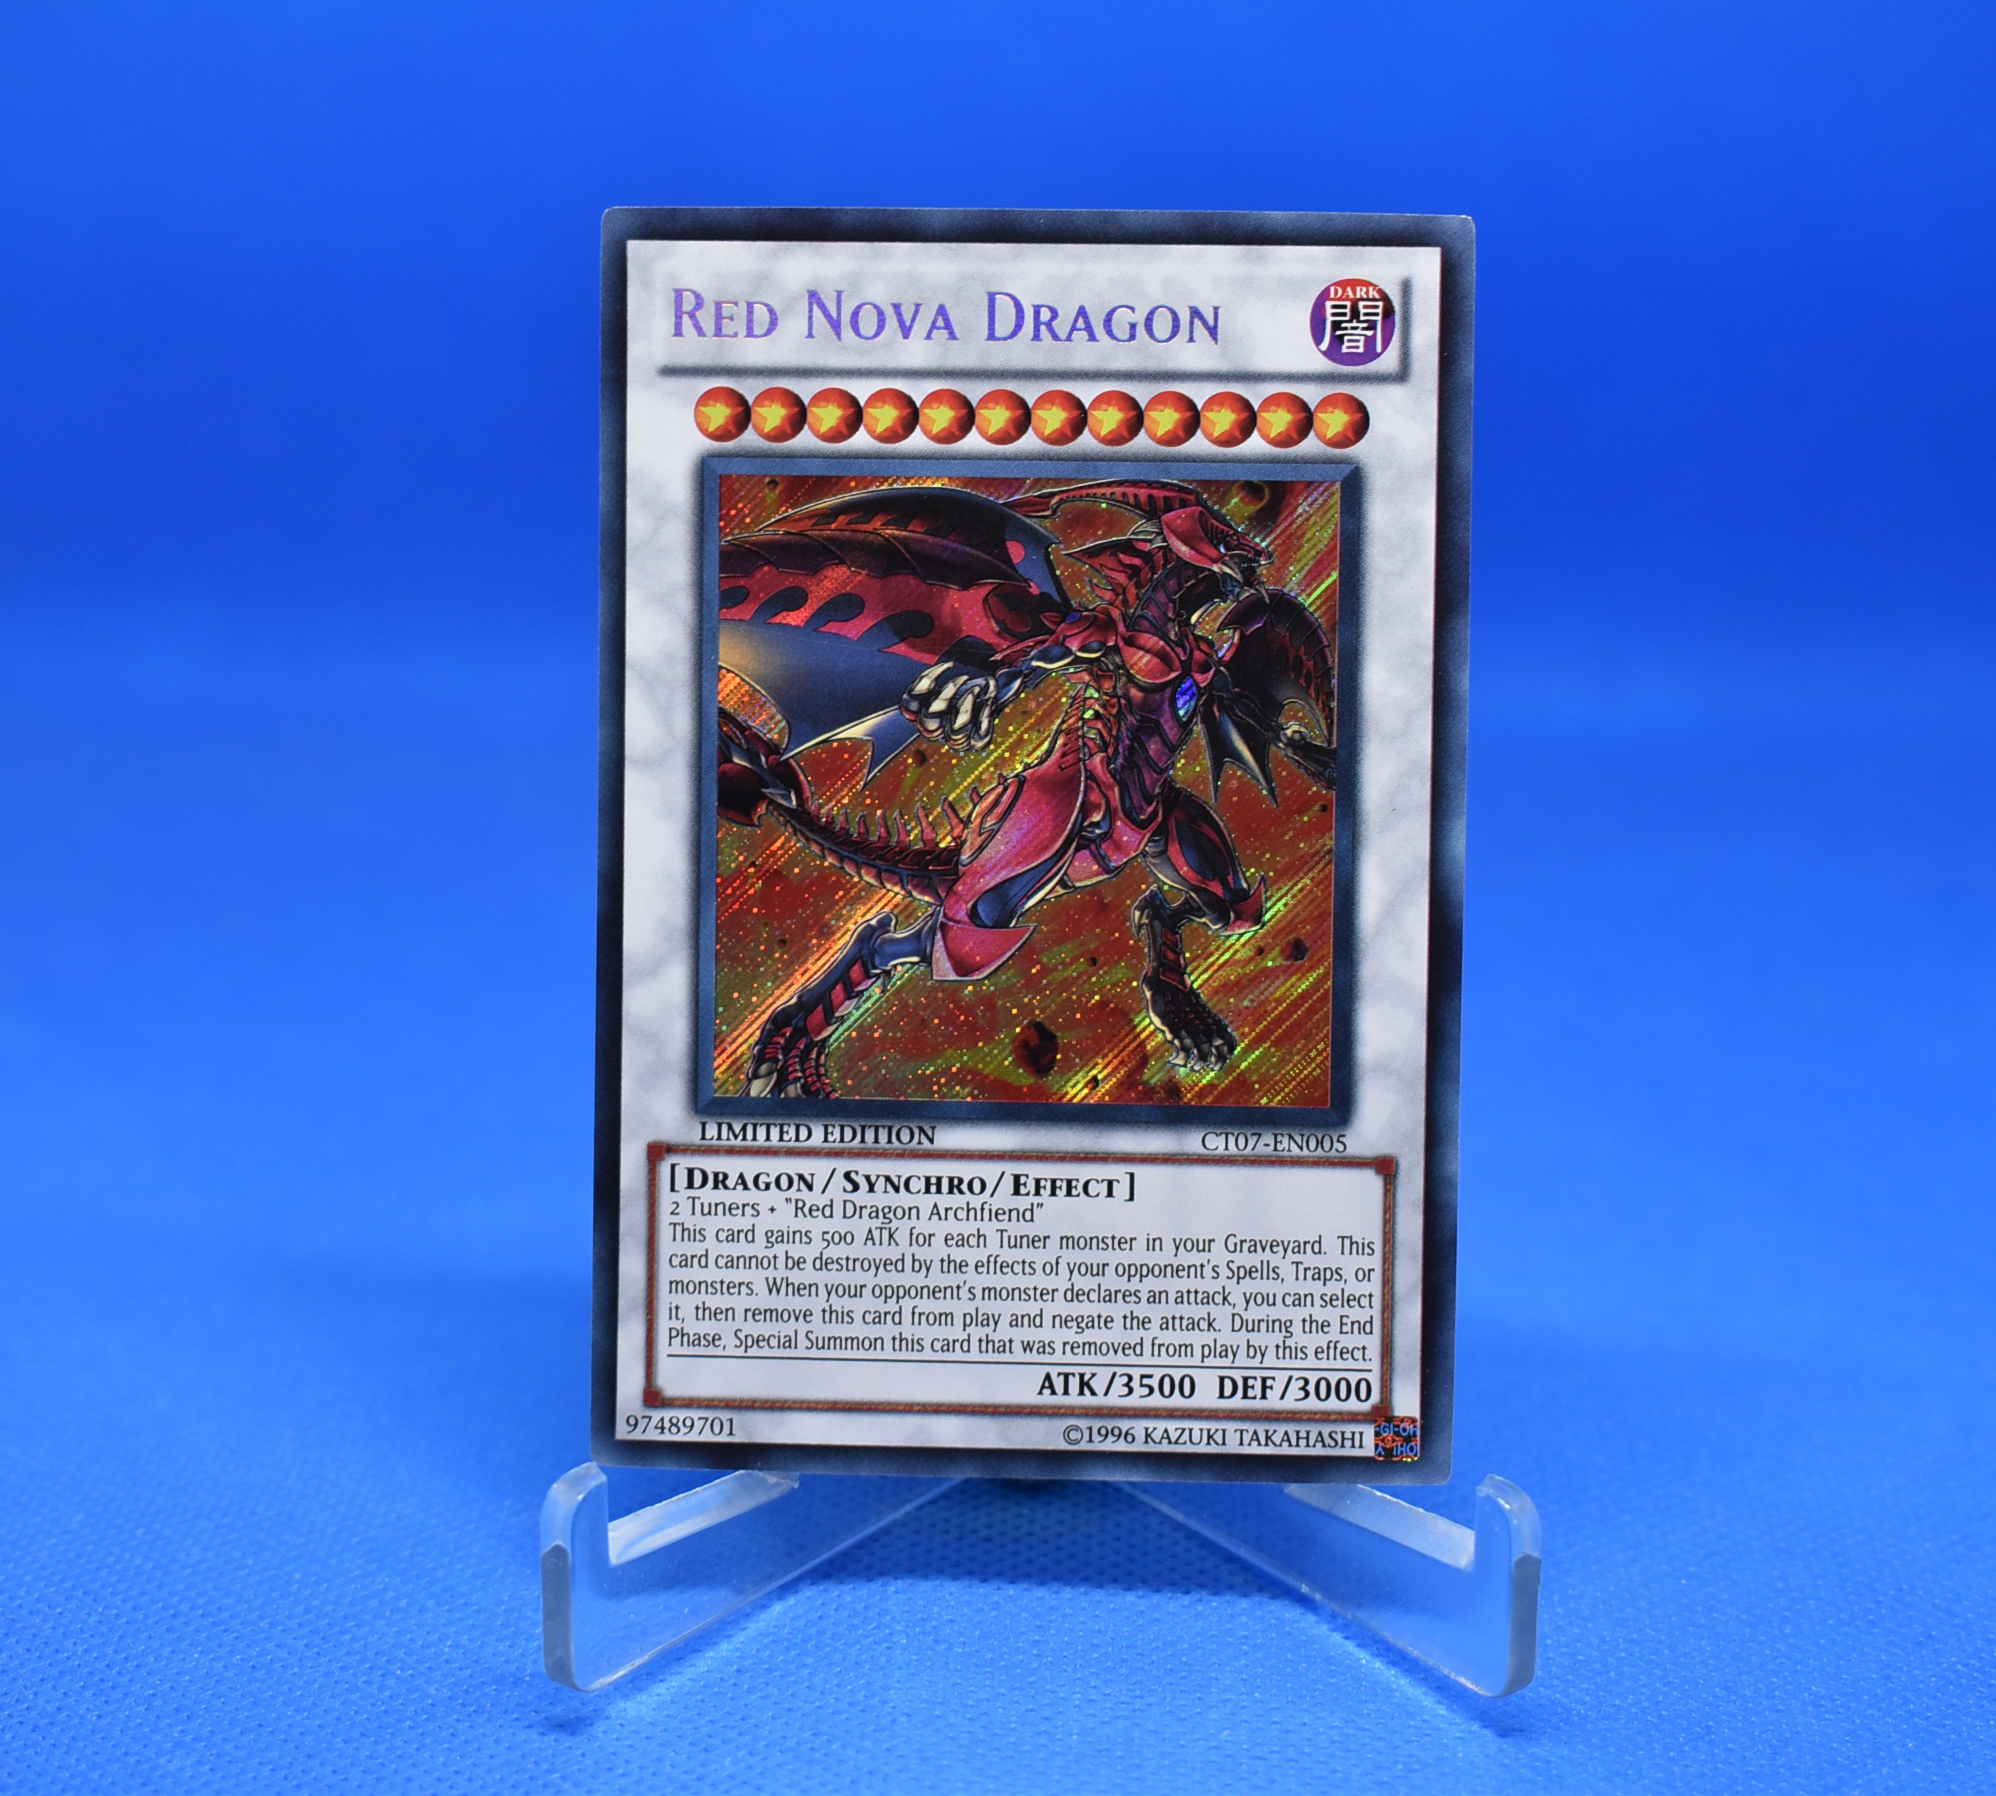 Red Nova Dragon
DARK
闇
LIMITED EDITION
CT07-EN005
[Dragon/Synchro/Effect]
2 Tuners + "Red Dragon Archfiend"
This card gains 500 ATK for each Tuner monster in your Graveyard. This
card cannot be destroyed by the effects of your opponent's Spells, Traps, or
monsters. When your opponent's monster declares an attack, you can select
it, then remove this card from play and negate the attack. During the End
Phase, Special Summon this card that was removed from play by this effect.
ATK/3500 DEF/3000
97489701
©1996 KAZUKI TAKAHASHI